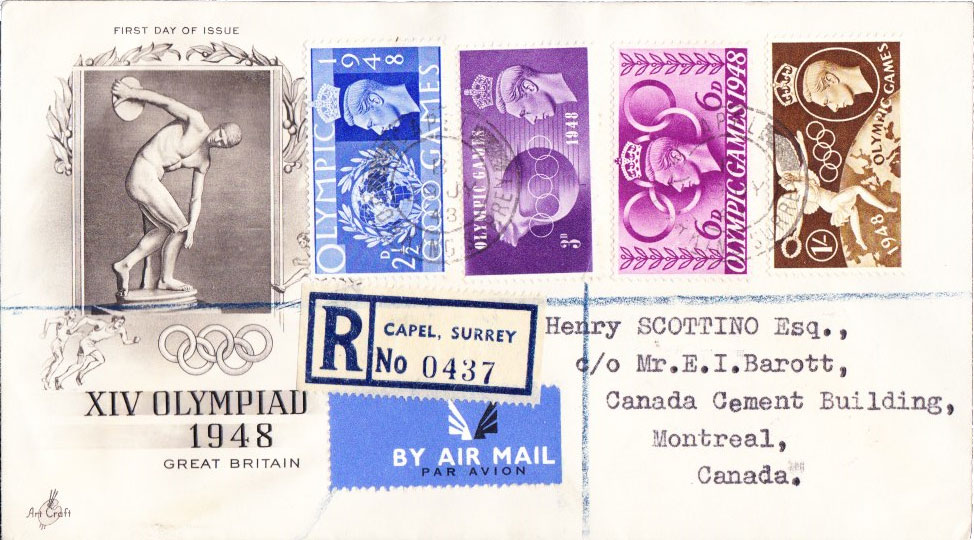 FIRST DAY OF ISSUE
1948
OLYMPIC GAMES
2½D
OLYMPIC GAMES 1948
3D
6D 6D
OLYMPIC GAMES 1948
OLYMPIC GAMES
1948
1/-
SURREY
R
CAPEL, SURREY
No 0437
Henry SCOTTINO Esq.,
c/o Mr.E.I.Barott,
Canada Cement Building,
Montreal,
Canada.
XIV OLYMPIAD
1948
GREAT BRITAIN
BY AIR MAIL
PAR AVION
Art Craft